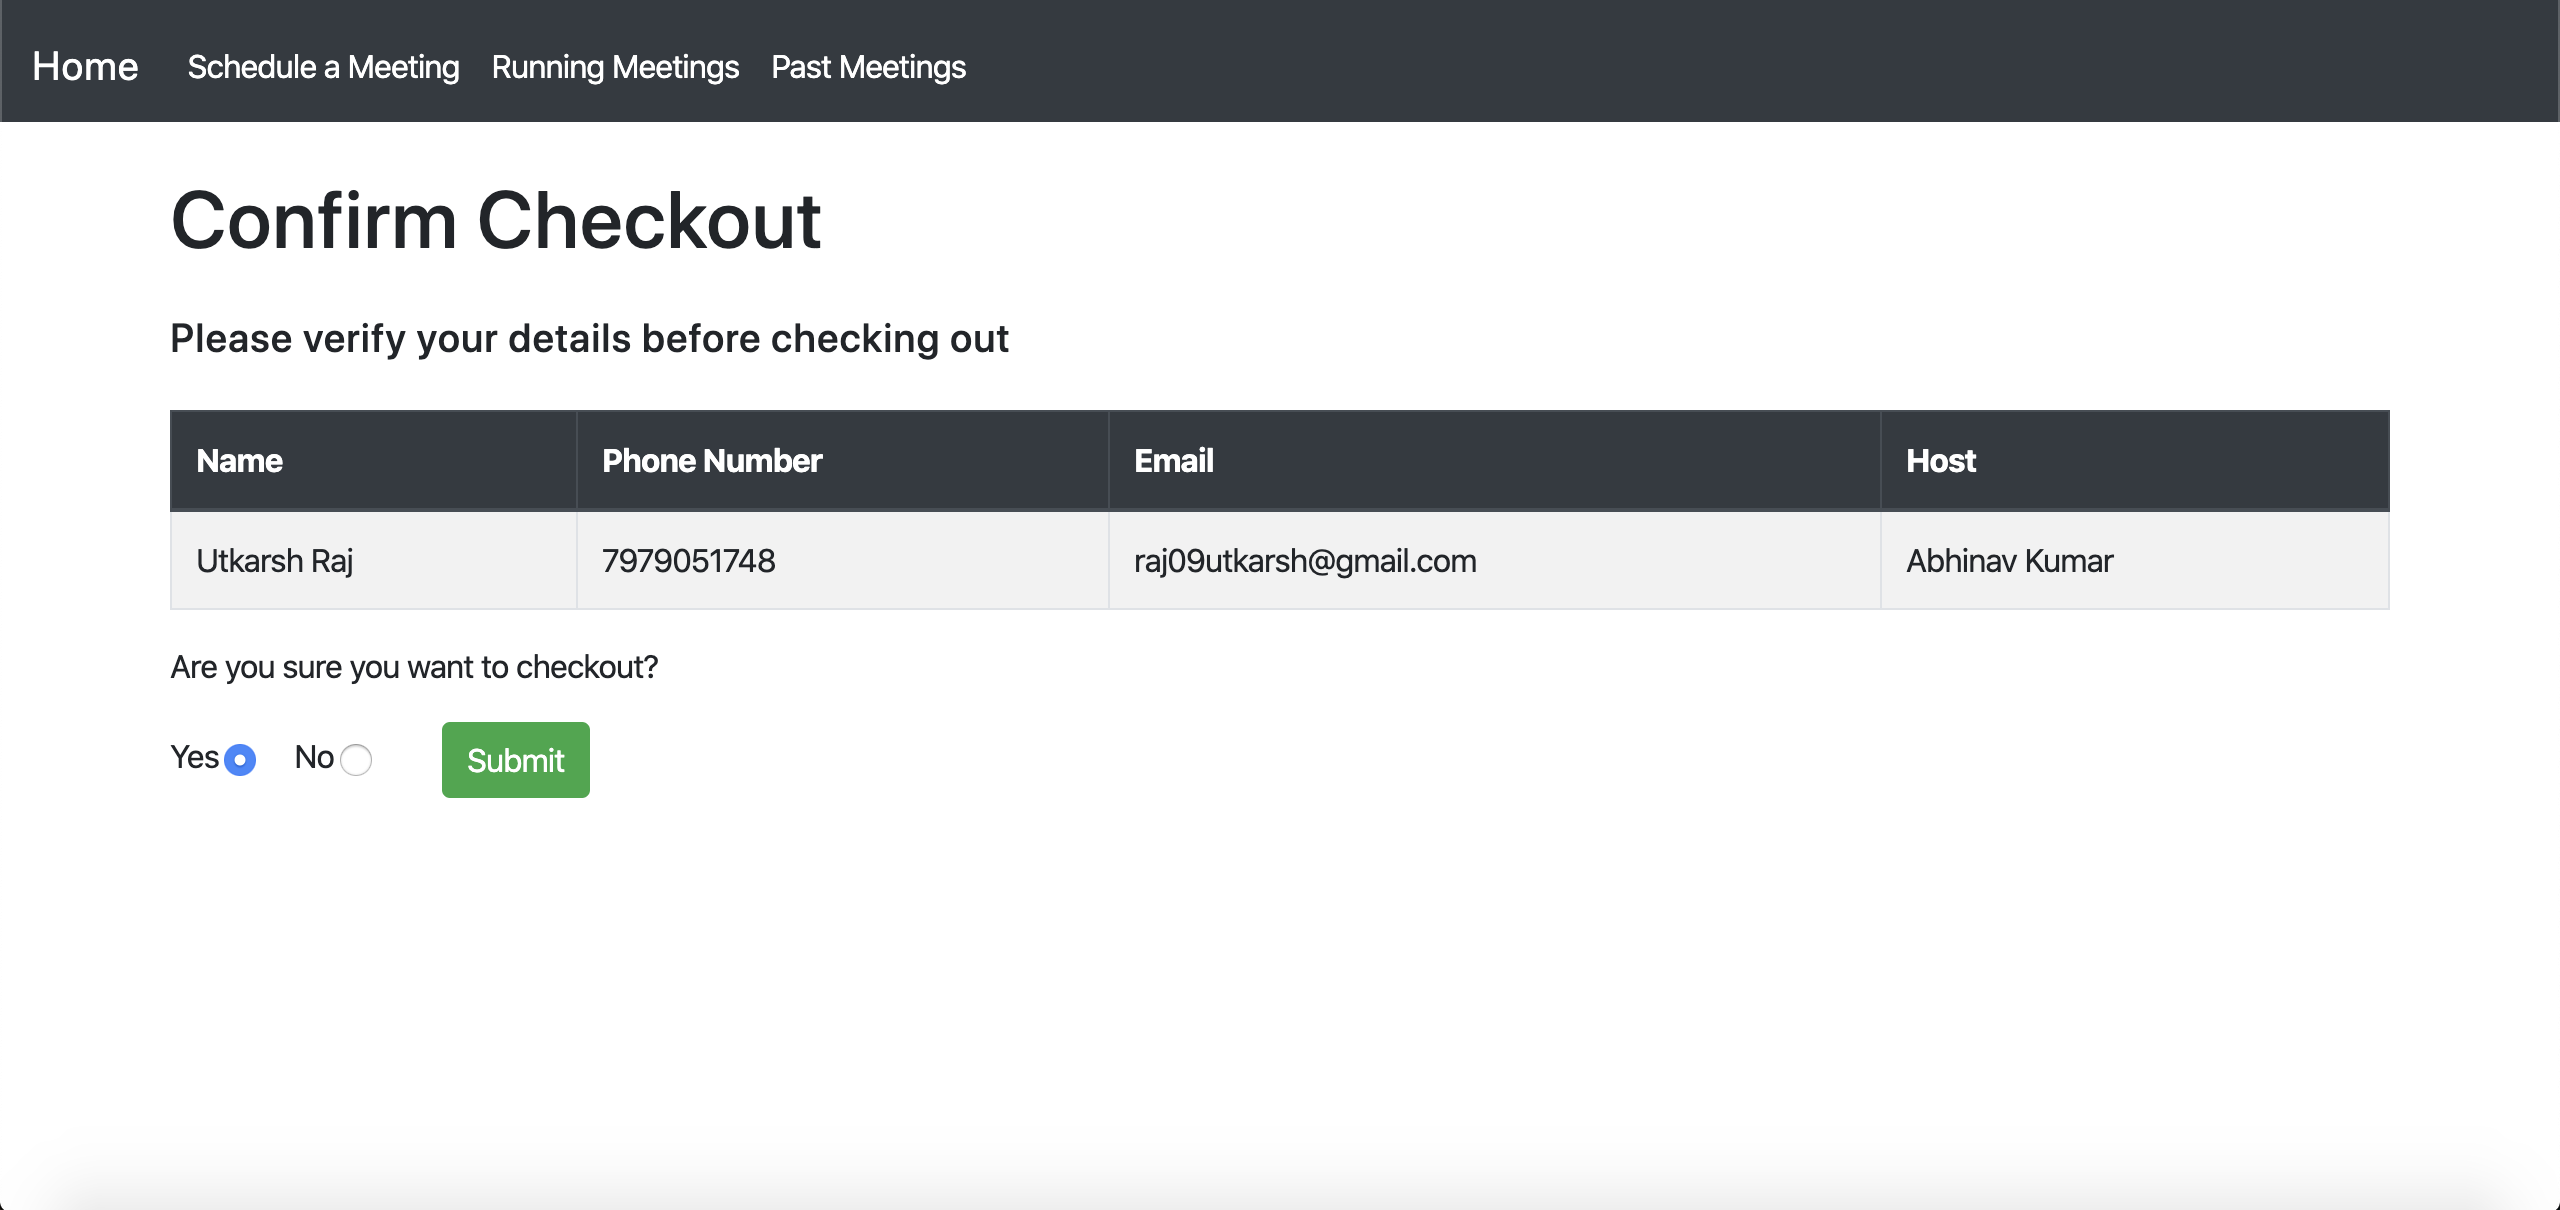 Home Schedule a Meeting Running Meetings Past Meetings
Confirm Checkout
Please verify your details before checking out
Name Phone Number Email Host
Utkarsh Raj 7979051748 raj09utkarsh@gmail.com Abhinav Kumar
Are you sure you want to checkout?
Yes No Submit